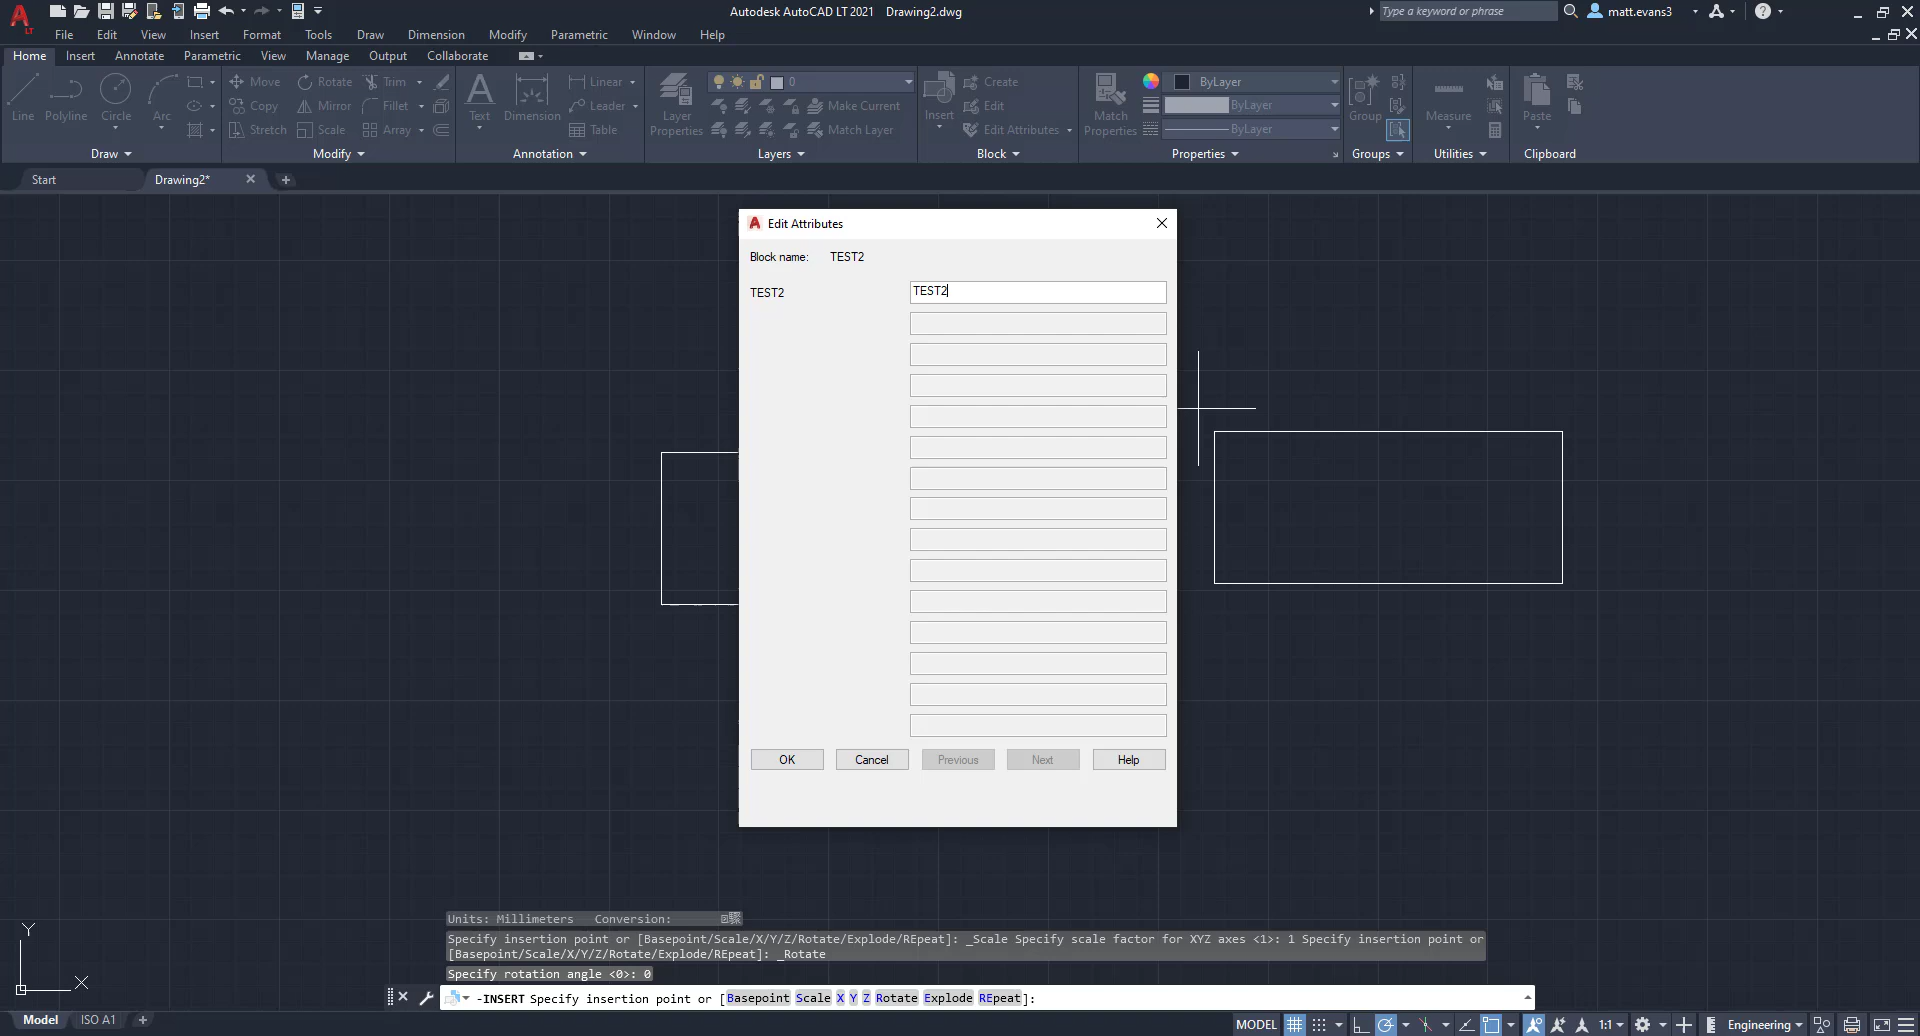 Autodesk AutoCAD LT 2021 Drawing2.dwg
Type a keyword or phrase
matt.evans3
File Edit View Insert Format Tools Draw Dimension Modify Parametric Window Help
Home Insert Annotate Parametric View Manage Output Collaborate
Line Polyline Circle Arc
Move Rotate Trim
Copy Mirror Fillet
Stretch Scale Array
Text Dimension
Linear
Leader
Table
Layer Properties
0
Make Current
Match Layer
Insert
Create
Edit
Edit Attributes
Match Properties
ByLayer
ByLayer
ByLayer
Group
Measure
Paste
Draw Modify Annotation Layers Block Properties Groups Utilities Clipboard
Start Drawing2*
Edit Attributes
Block name: TEST2
TEST2 TEST2
OK Cancel Previous Next Help
Units: Millimeters Conversion:
Specify insertion point or [Basepoint/Scale/X/Y/Z/Rotate/Explode/REpeat]: _Scale Specify scale factor for XYZ axes <1>: 1 Specify insertion point or
[Basepoint/Scale/X/Y/Z/Rotate/Explode/REpeat]: _Rotate
Specify rotation angle <0>: 0
-INSERT Specify insertion point or [Basepoint Scale X Y Z Rotate Explode REpeat]:
Y
X
Model ISO A1
MODEL 1:1 Engineering